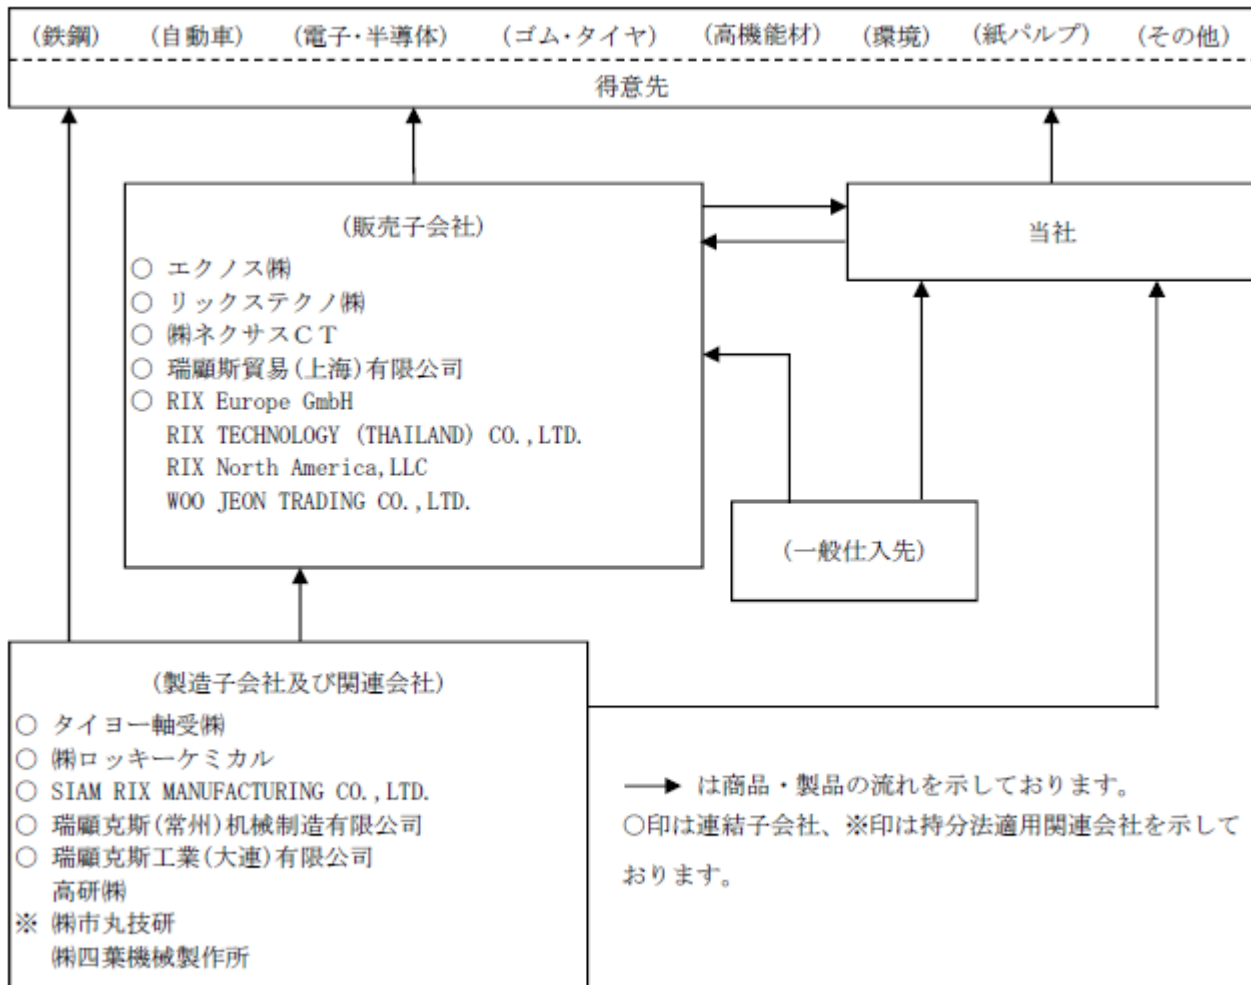 (鉄鋼) (自動車) (電子・半導体) (ゴム・タイヤ) (高機能材) (環境) (紙パルプ) (その他)
得意先
(販売子会社)
○ エクノス㈱
○ リックステクノ㈱
○ ㈱ネクサスＣＴ
○ 瑞顧斯貿易(上海)有限公司
○ RIX Europe GmbH
RIX TECHNOLOGY (THAILAND) CO.,LTD.
RIX North America,LLC
WOO JEON TRADING CO.,LTD.
当社
(一般仕入先)
(製造子会社及び関連会社)
○ タイヨー軸受㈱
○ ㈱ロッキーケミカル
○ SIAM RIX MANUFACTURING CO.,LTD.
○ 瑞顧克斯(常州)机械制造有限公司
○ 瑞顧克斯工業(大連)有限公司
高研㈱
※ ㈱市丸技研
㈱四葉機械製作所
→ は商品・製品の流れを示しております。
○印は連結子会社、※印は持分法適用関連会社を示して
おります。